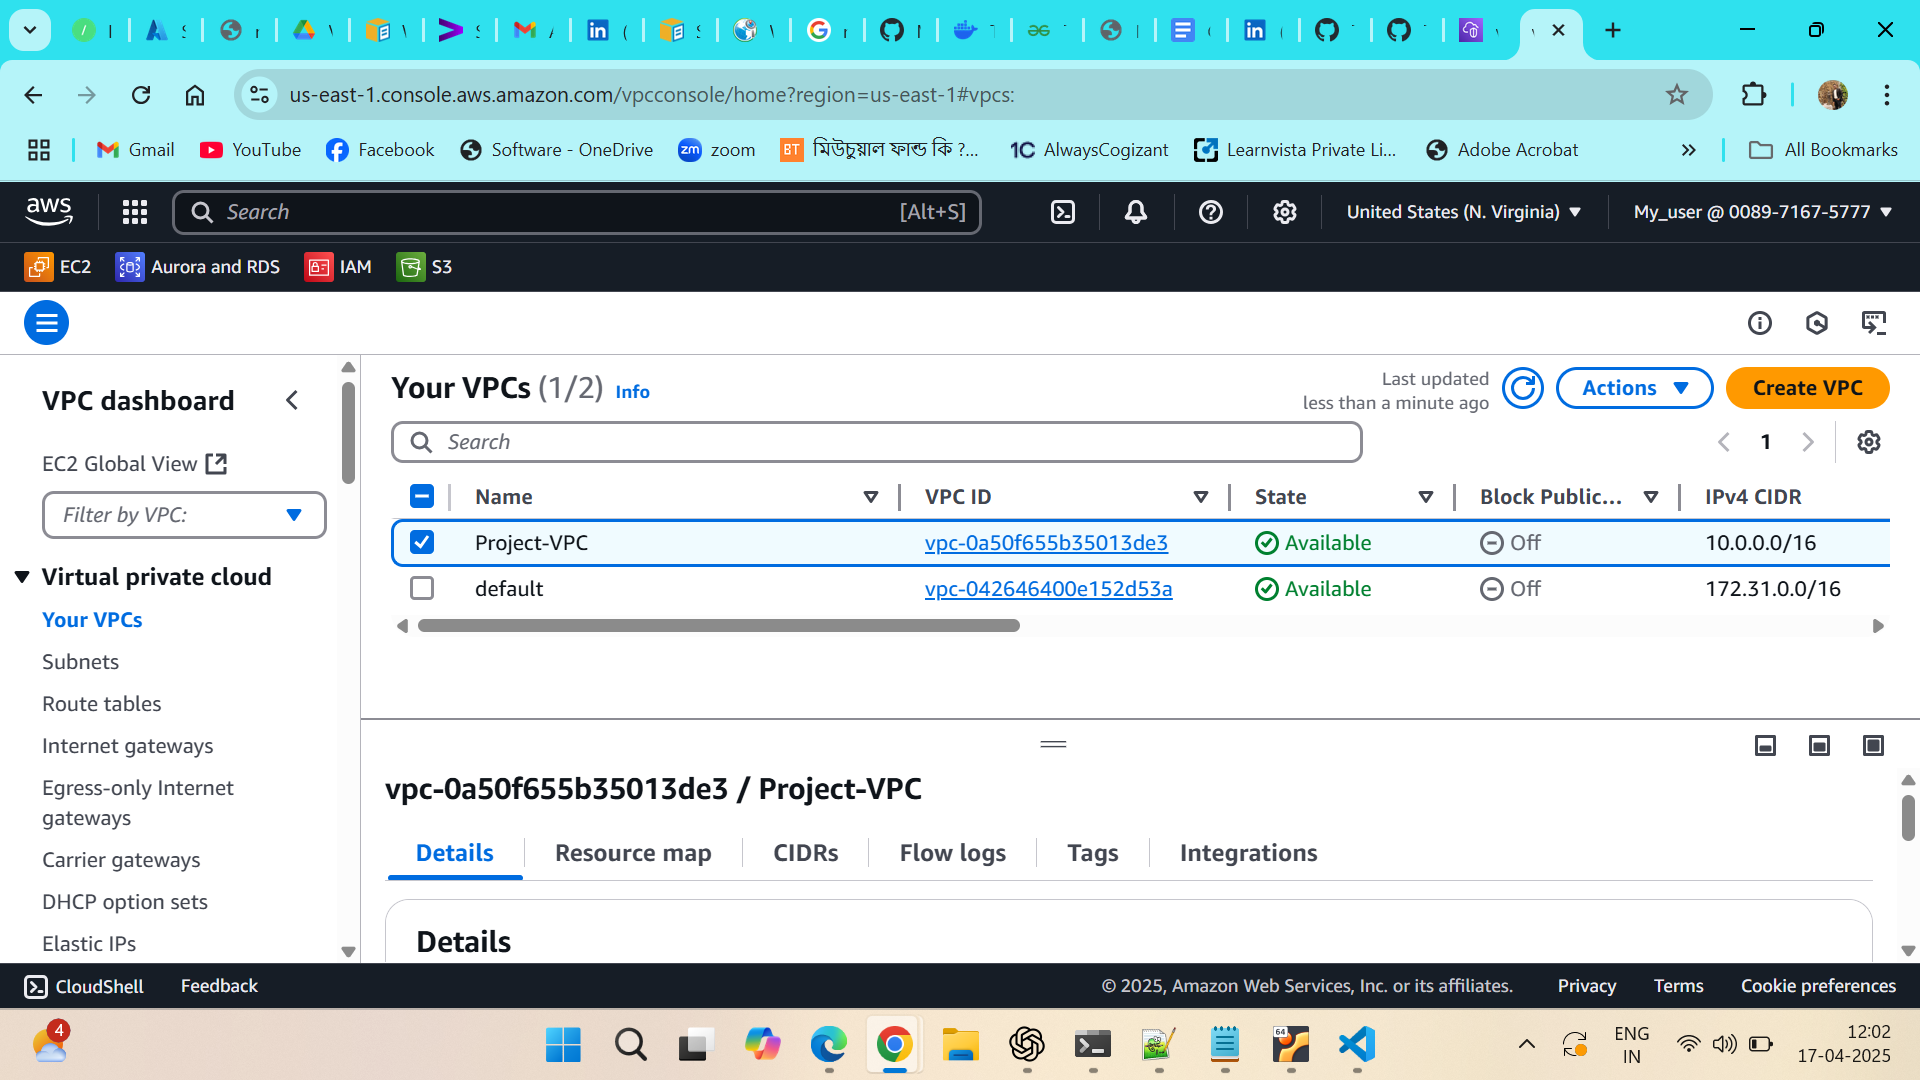 us-east-1.console.aws.amazon.com/vpcconsole/home?region=us-east-1#vpcs:
Gmail YouTube Facebook Software - OneDrive zm zoom BT মিউচুয়াল ফান্ড কি ?... 1C AlwaysCogizant Learnvista Private Li... Adobe Acrobat » All Bookmarks
aws Search [Alt+S] United States (N. Virginia) My_user @ 0089-7167-5777
EC2 Aurora and RDS IAM S3
VPC dashboard
EC2 Global View
Filter by VPC:
Virtual private cloud
Your VPCs
Subnets
Route tables
Internet gateways
Egress-only Internet
gateways
Carrier gateways
DHCP option sets
Elastic IPs
Your VPCs (1/2) Info
Last updated
less than a minute ago
Actions
Create VPC
Search
1
Name VPC ID State Block Public... IPv4 CIDR
Project-VPC vpc-0a50f655b35013de3 Available Off 10.0.0.0/16
default vpc-042646400e152d53a Available Off 172.31.0.0/16
vpc-0a50f655b35013de3 / Project-VPC
Details Resource map CIDRs Flow logs Tags Integrations
Details
CloudShell Feedback © 2025, Amazon Web Services, Inc. or its affiliates. Privacy Terms Cookie preferences
4
64
ENG
IN
12:02
17-04-2025